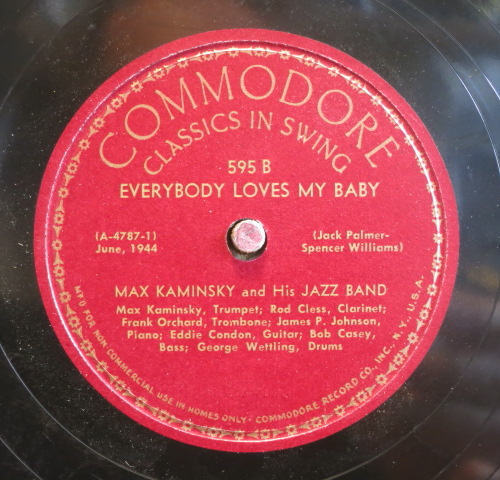 COMMODORE
CLASSICS IN SWING
595 B
EVERYBODY LOVES MY BABY
(A-4787-1) (Jack Palmer-
June, 1944 Spencer Williams)
MAX KAMINSKY and His JAZZ BAND
Max Kaminsky, Trumpet; Rod Cless, Clarinet;
Frank Orchard, Trombone; James P. Johnson,
Piano; Eddie Condon, Guitar; Bob Casey,
Bass; George Wettling, Drums
MFD FOR NON-COMMERCIAL USE IN HOMES ONLY • COMMODORE RECORD CO., INC., N.Y., U.S.A.